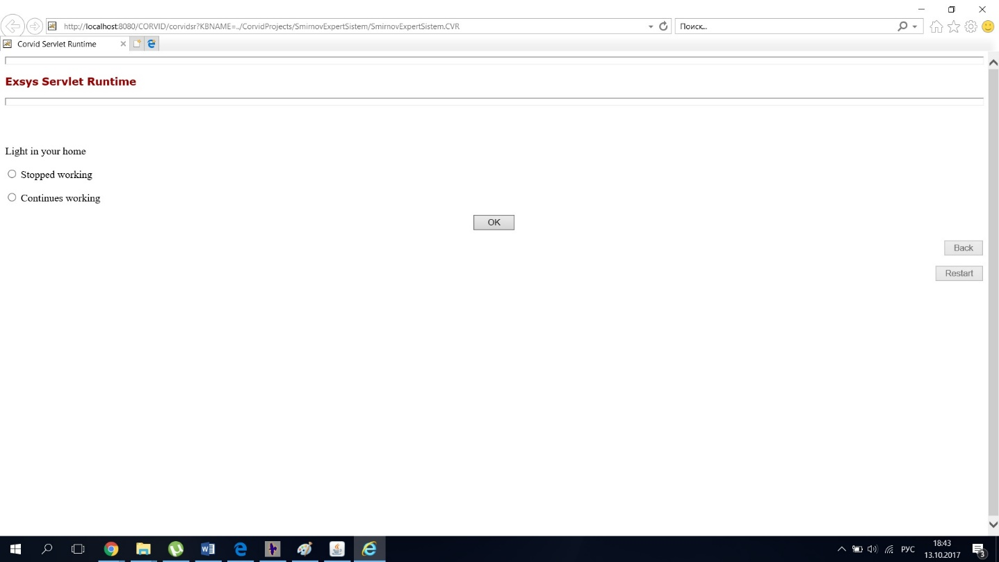 http://localhost:8080/CORVID/corvidsr?KBNAME=../CorvidProjects/SmirnovExpertSistem/SmirnovExpertSistem.CVR
Поиск...
Corvid Servlet Runtime
Exsys Servlet Runtime
Light in your home
Stopped working
Continues working
OK
Back
Restart
РУС
18:43
13.10.2017
3